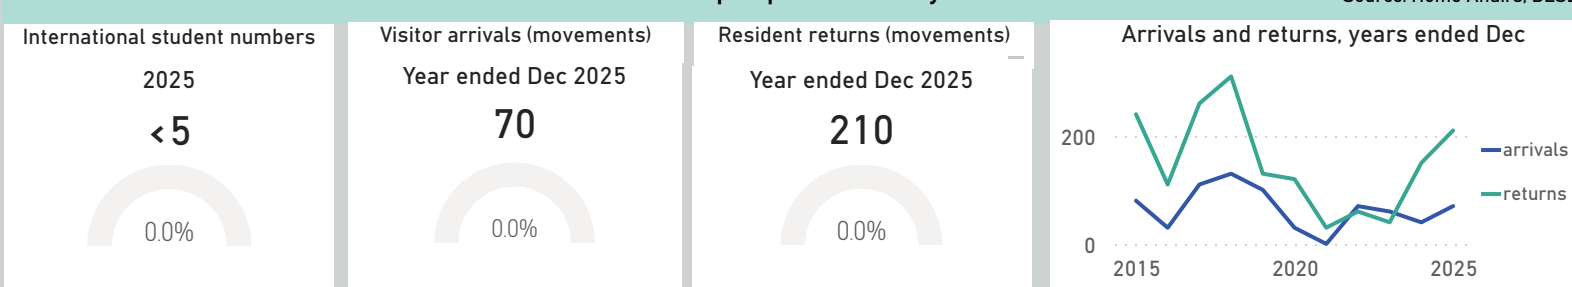 International student numbers
2025
<5
0.0%
Visitor arrivals (movements)
Year ended Dec 2025
70
0.0%
Resident returns (movements)
Year ended Dec 2025
210
0.0%
Arrivals and returns, years ended Dec
200
0
2015
2020
2025
arrivals
returns